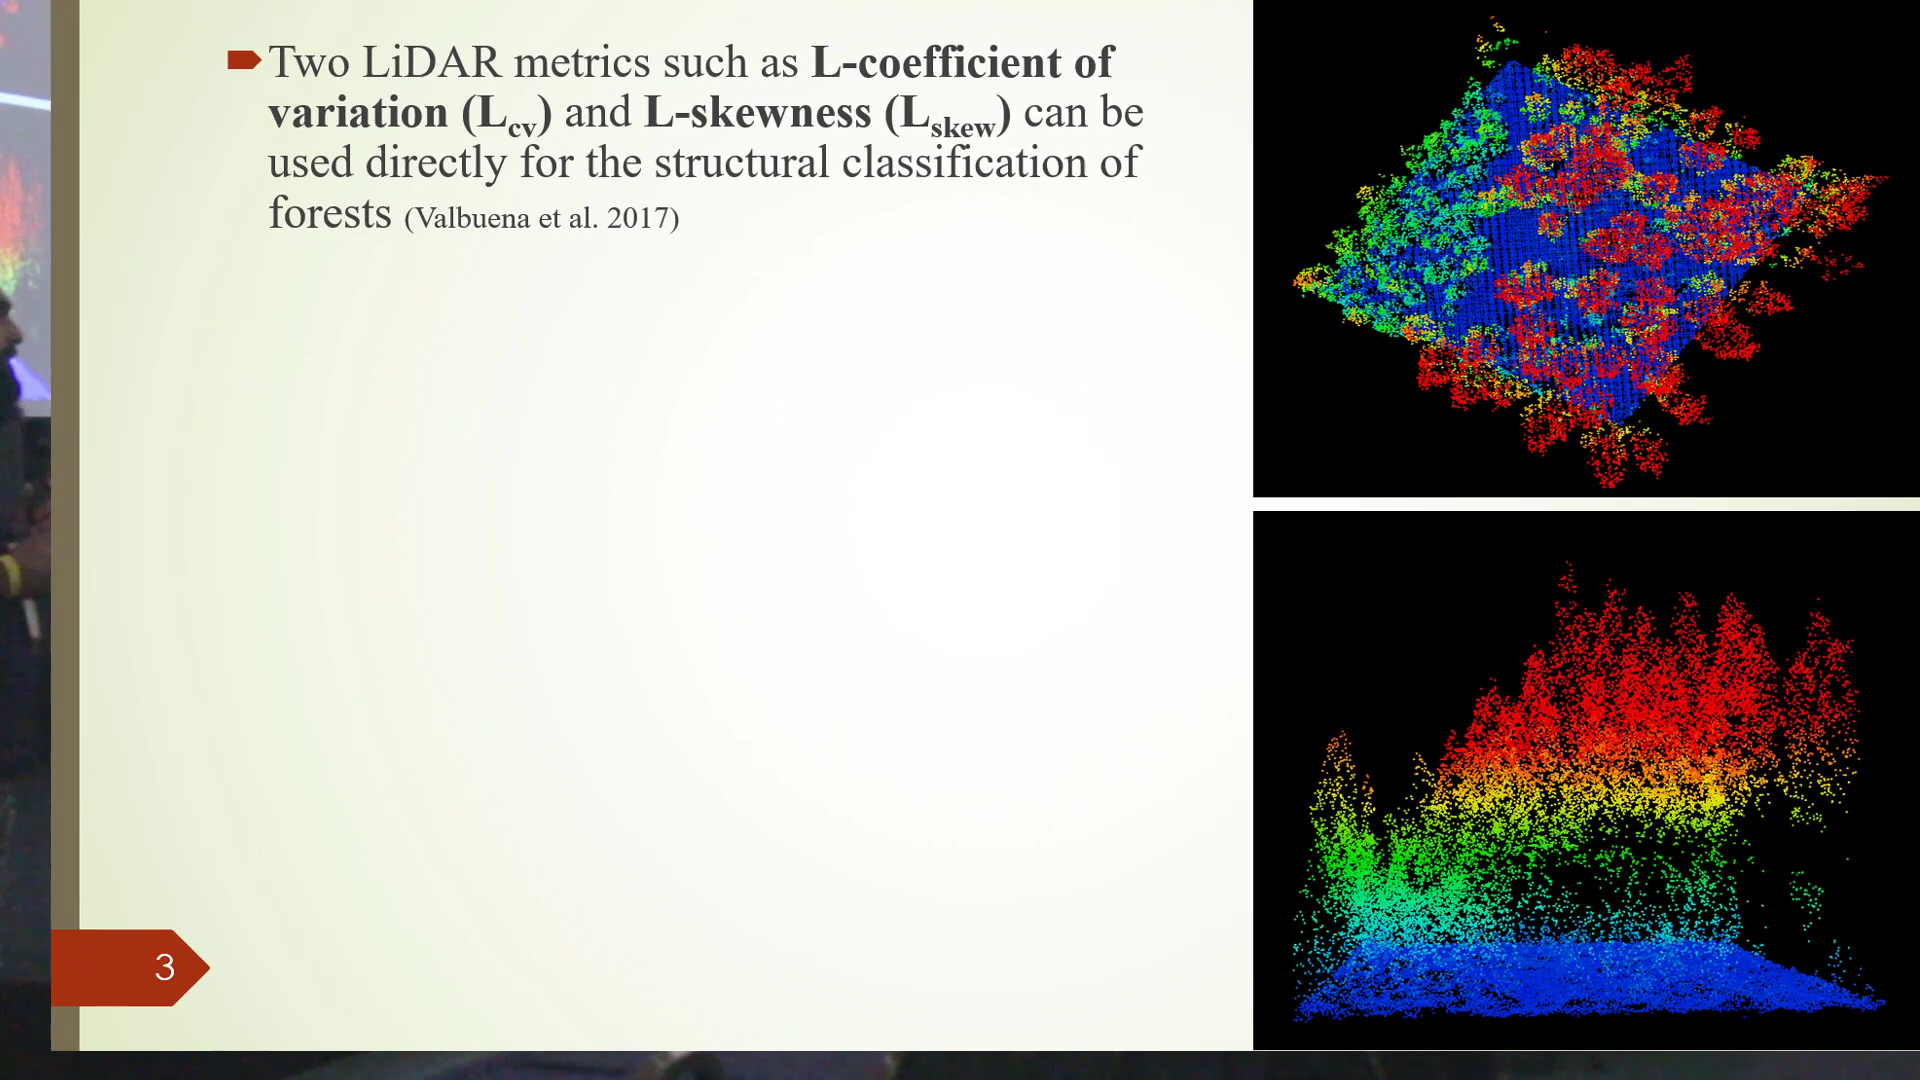 Two LiDAR metrics such as L-coefficient of
variation (Lcv) and L-skewness (Lskew) can be
used directly for the structural classification of
forests (Valbuena et al. 2017)
3